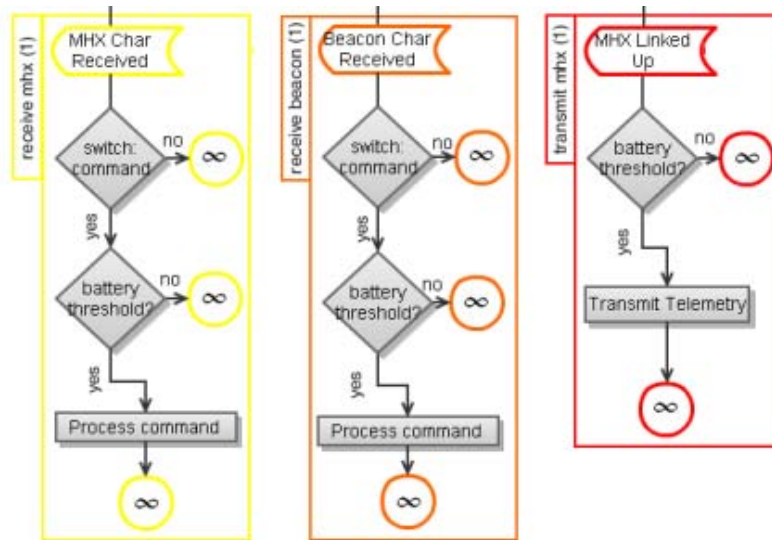 receive mhx (1)
MHX Char
Received
switch:
command
no
∞
yes
battery
threshold?
no
∞
yes
Process command
∞
receive beacon (1)
Beacon Char
Received
switch:
command
no
∞
yes
battery
threshold?
no
∞
yes
Process command
∞
transmit mhx (1)
MHX Linked
Up
battery
threshold?
no
∞
yes
Transmit Telemetry
∞